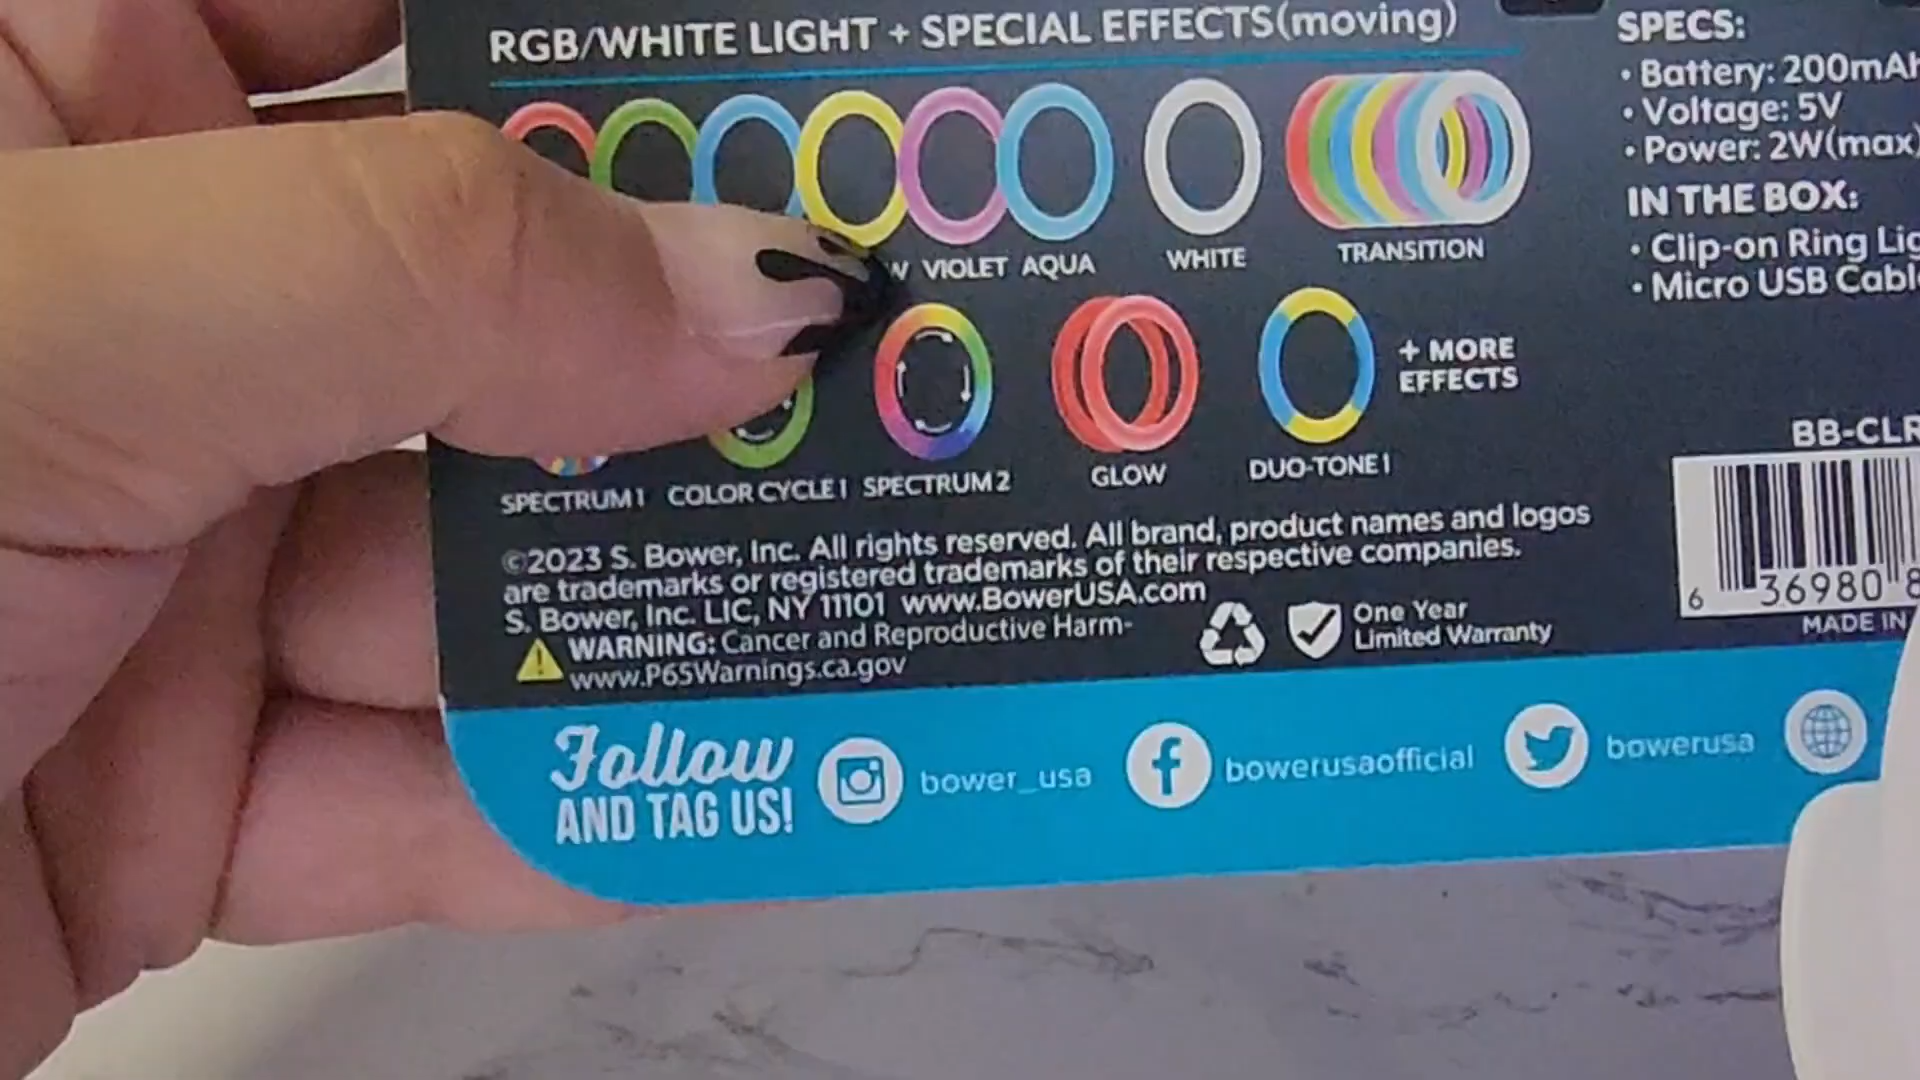 RGB/WHITE LIGHT + SPECIAL EFFECTS(moving)
VIOLET AQUA WHITE TRANSITION
SPECTRUM 1 COLOR CYCLE 1 SPECTRUM 2 GLOW DUO-TONE 1
+ MORE
EFFECTS
©2023 S. Bower, Inc. All rights reserved. All brand, product names and logos
are trademarks or registered trademarks of their respective companies.
S. Bower, Inc. LIC, NY 11101 www.BowerUSA.com
WARNING: Cancer and Reproductive Harm-
www.P65Warnings.ca.gov
One Year
Limited Warranty
SPECS:
• Battery: 200mAh
• Voltage: 5V
• Power: 2W(max)
IN THE BOX:
• Clip-on Ring
• Micro USB
BB-CLR
6 36980 8
MADE IN
Follow
AND TAG US!
bower_usa
bowerusaofficial
bowerusa